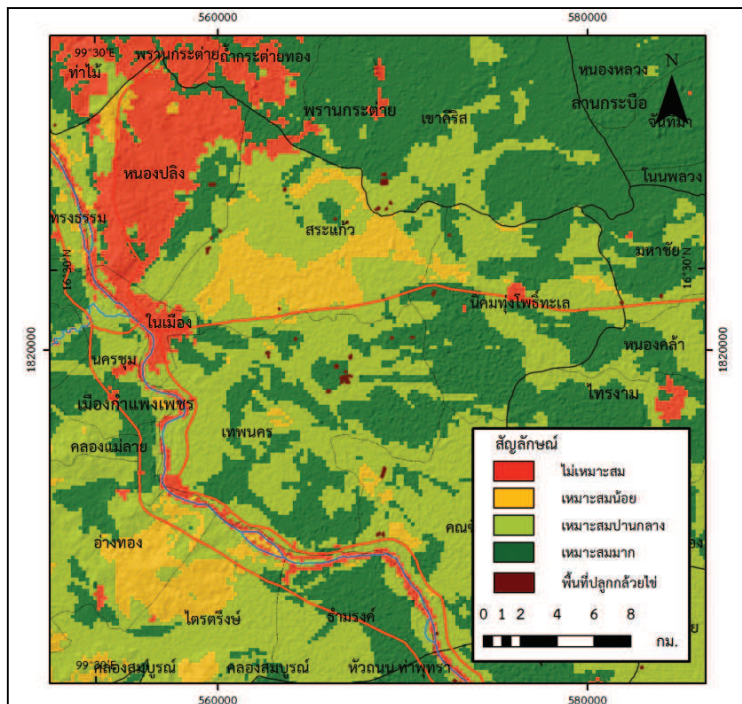 560000
580000
99°30'E
พรานกระต่าย
ถ้ำกระต่ายทอง
ท่าไม้
หนองหลวง
N
ลานกระบือ
พรานกระต่าย
เขาคีริส
จันทิมา
หนองปลิง
โนนพลวง
ทรงธรรม
สระแก้ว
มหาชัย
16°30'N
16°30'N
นิคมทุ่งโพธิ์ทะเล
ในเมือง
1820000
นครชุม
หนองคล้า
1820000
เมืองกำแพงเพชร
ไทรงาม
คลองแม่ลาย
เทพนคร
สัญลักษณ์
ไม่เหมาะสม
เหมาะสมน้อย
เหมาะสมปานกลาง
เหมาะสมมาก
พื้นที่ปลูกกล้วยไข่
0 1 2 4 6 8
กม.
อ่างทอง
ไตรตรึงษ์
ธำมรงค์
99°30'E
คลองสมบูรณ์
คลองสมบูรณ์
หัวถนน
ท่าพุทรา
560000
580000